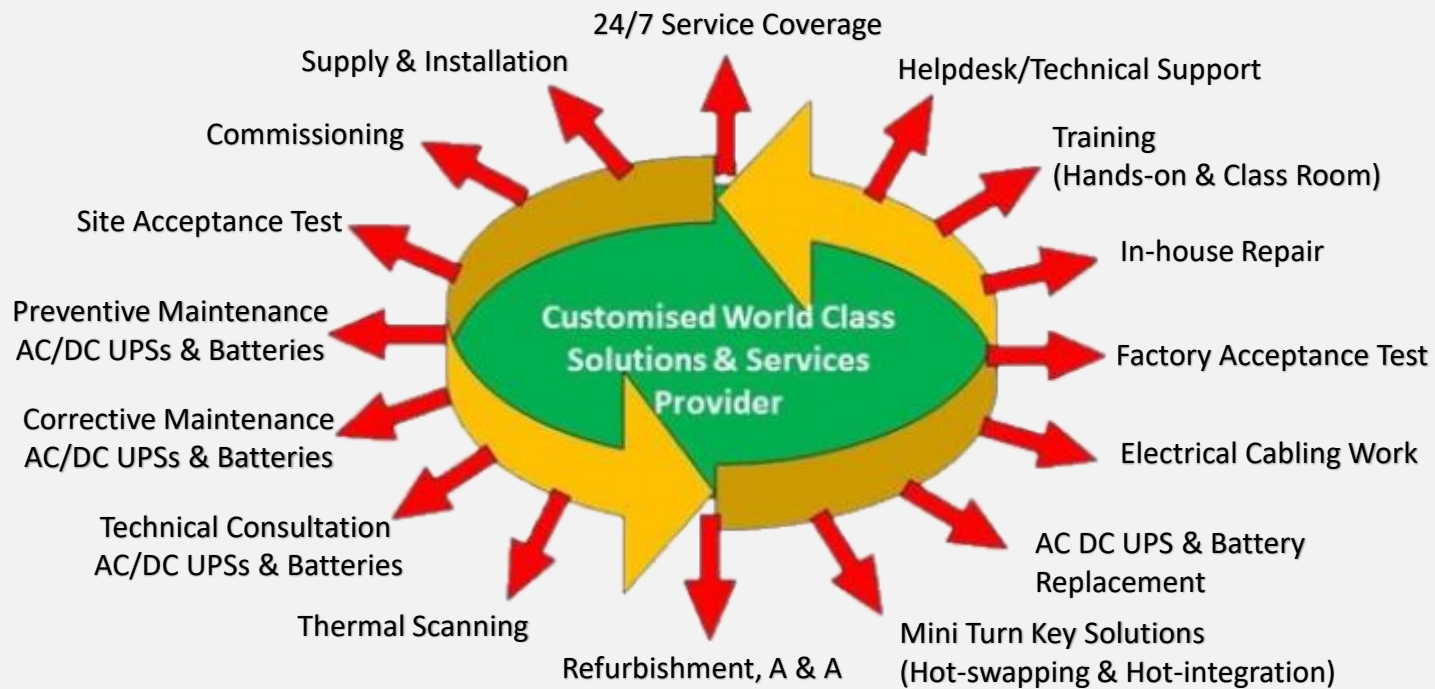 24/7 Service Coverage
Supply & Installation
Helpdesk/Technical Support
Commissioning
Training
(Hands-on & Class Room)
Site Acceptance Test
In-house Repair
Preventive Maintenance
AC/DC UPSs & Batteries
Customised World Class
Solutions & Services
Provider
Factory Acceptance Test
Corrective Maintenance
AC/DC UPSs & Batteries
Electrical Cabling Work
Technical Consultation
AC/DC UPSs & Batteries
AC DC UPS & Battery
Replacement
Thermal Scanning
Mini Turn Key Solutions
(Hot-swapping & Hot-integration)
Refurbishment, A & A